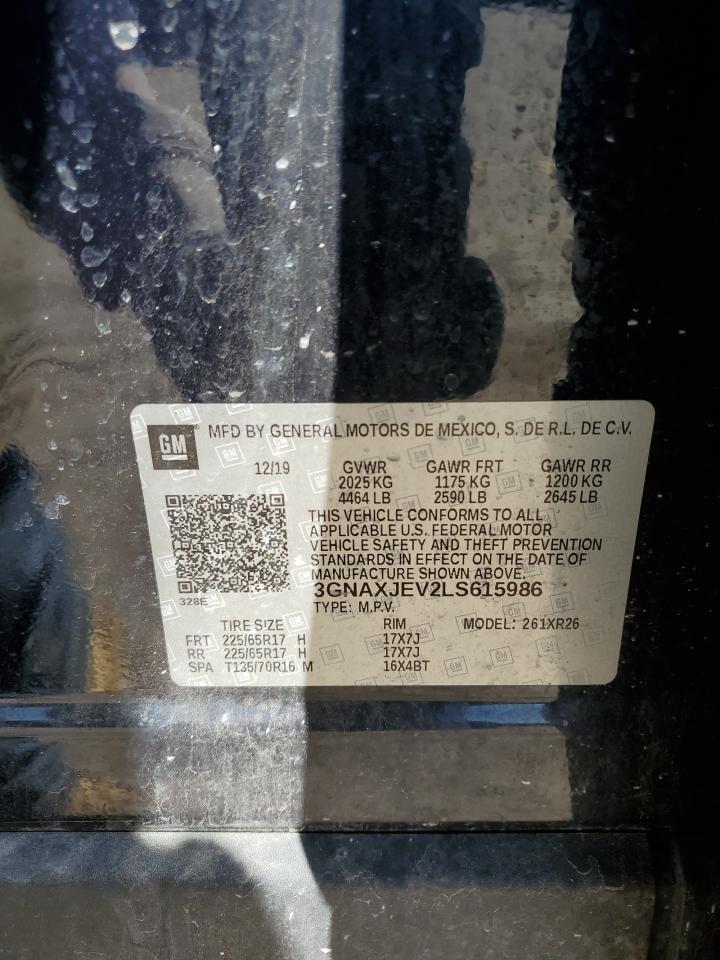 GM ® MFD BY GENERAL MOTORS DE MEXICO, S. DE R.L. DE C.V.
12/19 GVWR GAWR FRT GAWR RR
2025 KG 1175 KG 1200 KG
4464 LB 2590 LB 2645 LB
THIS VEHICLE CONFORMS TO ALL
APPLICABLE U.S. FEDERAL MOTOR
VEHICLE SAFETY AND THEFT PREVENTION
STANDARDS IN EFFECT ON THE DATE OF
MANUFACTURE SHOWN ABOVE.
3GNAXJEV2LS615986
328E TYPE: M.P.V.
TIRE SIZE RIM MODEL: 261XR26
FRT 225/65R17 H 17X7J
RR 225/65R17 H 17X7J
SPA T135/70R16 M 16X4BT